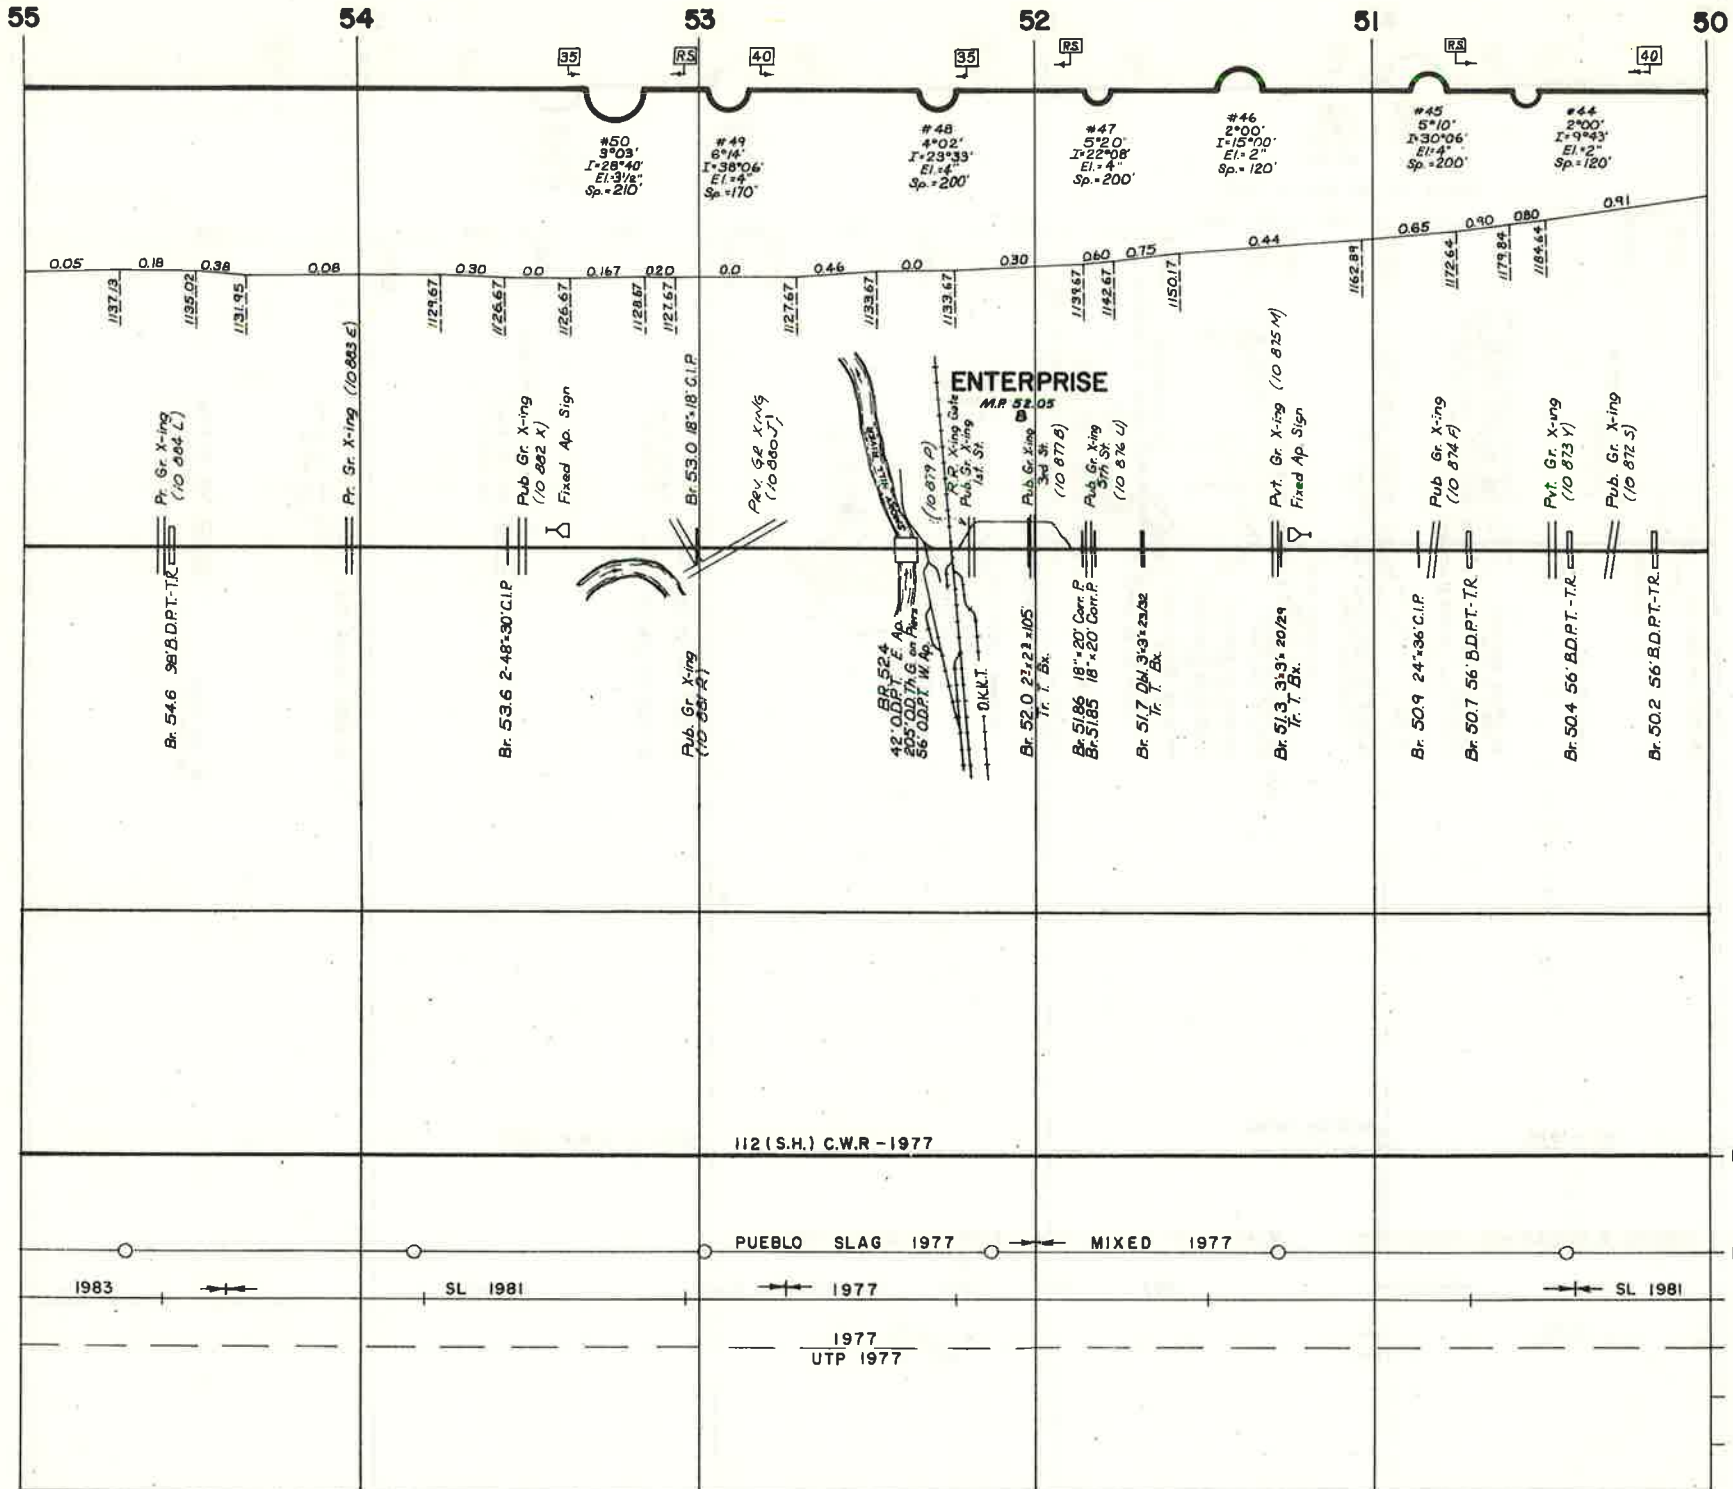 55 54 53 52 51 50
35 R.S. 40 35 R.S. R.S. 40
#50
3°03'
I=28°40'
El.=3½"
Sp.=210'
#49
6°14'
I=38°06'
El.=4"
Sp.=170'
#48
4°02'
I=23°33'
El.=4"
Sp.=200'
#47
5°20'
I=22°08'
El.=4"
Sp.=200'
#46
2°00'
I=15°00'
El.=2"
Sp.=120'
#45
5°10'
I=30°06'
El.=4"
Sp.=200'
#44
2°00'
I=9°43'
El.=2"
Sp.=120'
0.05 0.18 0.38 0.08 0.30 0.0 0.167 0.20 0.0 0.46 0.0 0.30 .060 0.75 0.44 0.65 0.90 0.80 0.91
1137.13 1135.02 1131.95 1129.67 1126.67 1126.67 1128.67 1127.67 1127.67 1133.67 1133.67 1139.67 1142.67 1150.17 1162.89 1172.64 1179.84 1184.64
Pr. Gr. X-ing
(10 884 L)
Pr. Gr. X-ing (10 883 E)
Pub. Gr. X-ing
(10 882 X)
Fixed Ap. Sign
Br. 53.0 18"x18' C.I.P.
PRV. GR XING
(10 880 J)
SMOKY HILL RIVER
ENTERPRISE
M.P. 52.05
B
(10 879 P)
R.R. X-ing Gate
Pub. Gr. X-ing
1st. St.
Pub. Gr. X-ing
3rd St.
(10 877 B)
Pub. Gr. X-ing
5th St.
(10 876 U)
Pvt. Gr. X-ing (10 875 M)
Fixed Ap. Sign
Pub Gr. X-ing
(10 874 F)
Pvt. Gr. X-ing
(10 873 Y)
Pub. Gr. X-ing
(10 872 S)
Br. 54.6 98' B.D.P.T.-T.R.
Br. 53.6 2-48"x30' C.I.P.
Pub. Gr. X-ing
(10 881 R)
BR 52.4
42' O.D.P.T. E. Ap.
205' O.D.Th.G. on Piers
56' O.D.P.T. W. Ap.
O.K.T.
Br. 52.0
Tr. T. Bx.
Br. 51.86 18"x20' Corr. P.
Br. 51.85 18"x20' Corr. P.
Br. 51.7 Dbl. 3'x3'x 23/32
Tr. T. Bx.
Br. 51.3 3'x3'x 20/29
Tr. T. Bx.
Br. 50.9 24"x36' C.I.P.
Br. 50.7 56' B.D.P.T.-T.R.
Br. 50.4 56' B.D.P.T.-T.R.
Br. 50.2 56' B.D.P.T.-T.R.
112 (S.H.) C.W.R - 1977
PUEBLO SLAG 1977 MIXED 1977
1983 SL 1981 1977 SL 1981
1977
UTP 1977